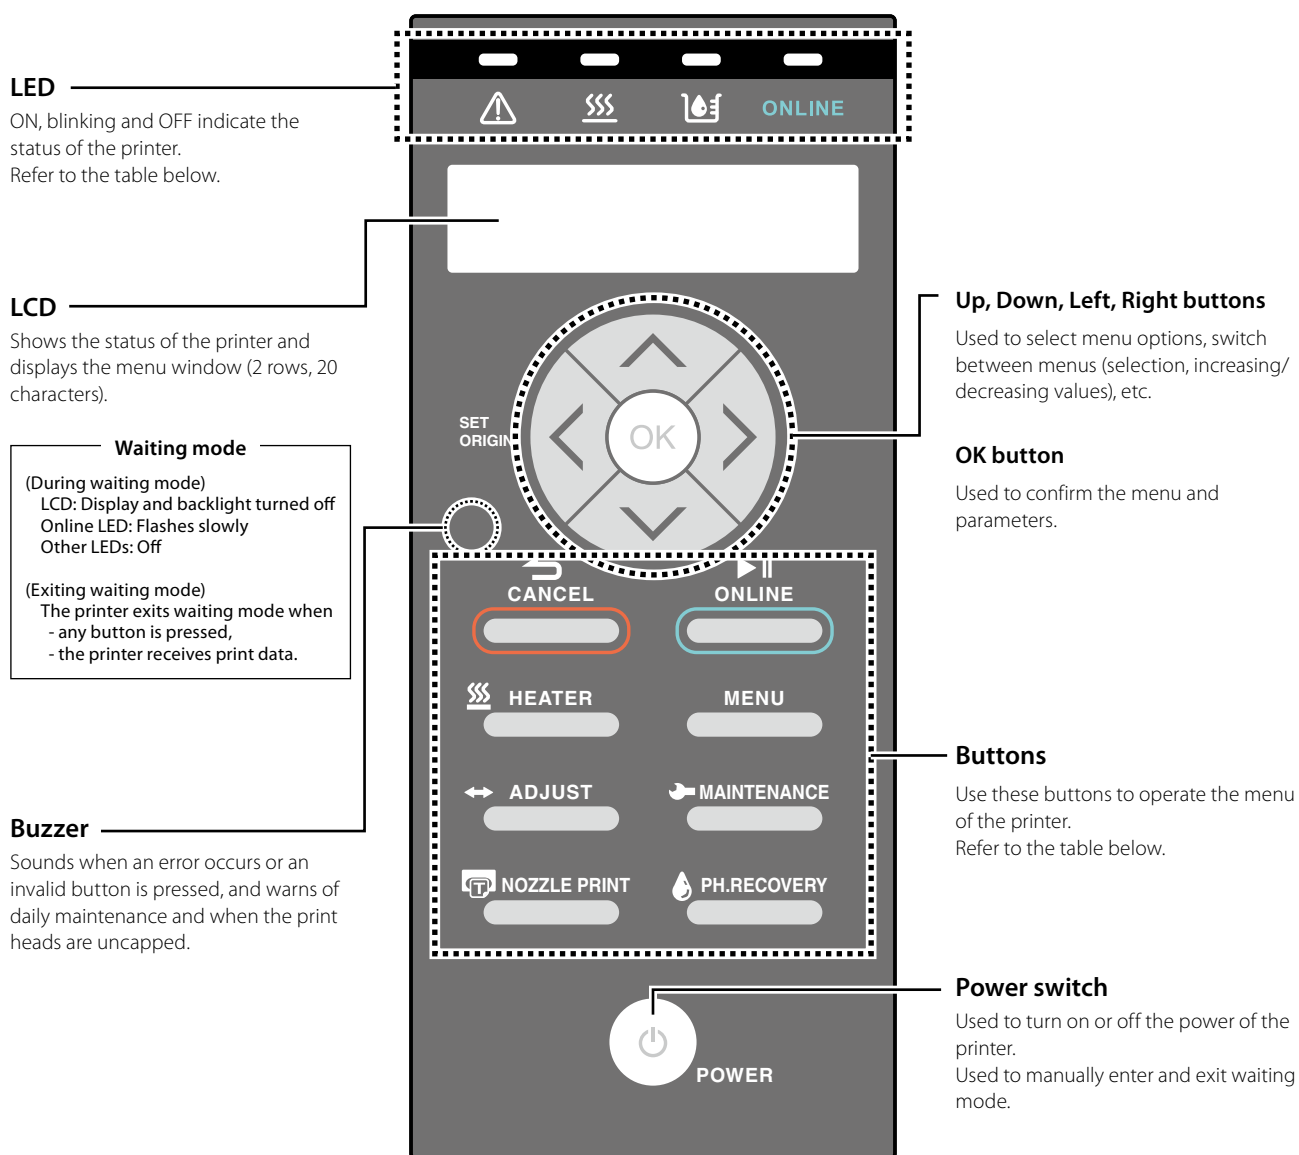 LED
ON, blinking and OFF indicate the
status of the printer.
Refer to the table below.
ONLINE
LCD
Shows the status of the printer and
displays the menu window (2 rows, 20
characters).
Waiting mode
(During waiting mode)
LCD: Display and backlight turned off
Online LED: Flashes slowly
Other LEDs: Off
(Exiting waiting mode)
The printer exits waiting mode when
- any button is pressed,
- the printer receives print data.
Buzzer
Sounds when an error occurs or an
invalid button is pressed, and warns of
daily maintenance and when the print
heads are uncapped.
SET
ORIGIN
OK
CANCEL
ONLINE
HEATER
MENU
ADJUST
MAINTENANCE
T
NOZZLE PRINT
PH.RECOVERY
POWER
Up, Down, Left, Right buttons
Used to select menu options, switch
between menus (selection, increasing/
decreasing values), etc.
OK button
Used to confirm the menu and
parameters.
Buttons
Use these buttons to operate the menu
of the printer.
Refer to the table below.
Power switch
Used to turn on or off the power of the
printer.
Used to manually enter and exit waiting
mode.